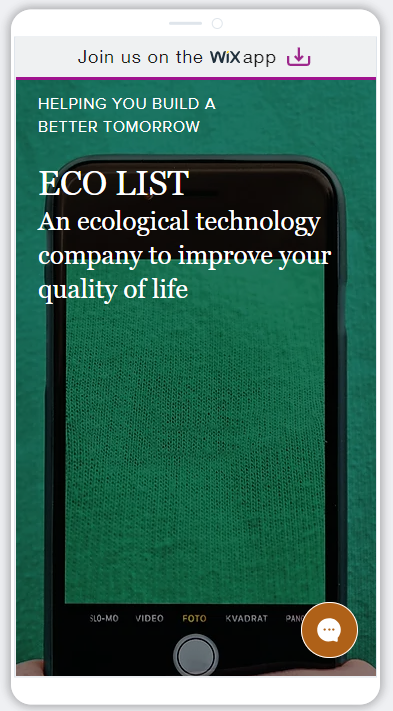 Join us on the WiX app
HELPING YOU BUILD A
BETTER TOMORROW
ECO LIST
An ecological technology
company to improve your
quality of life
SLO-MO VIDEO FOTO KVADRAT PANO